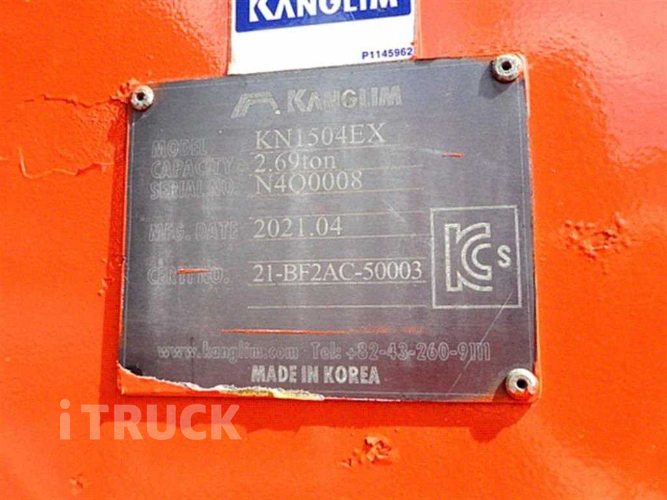 KANGLIM
P1145962
KANGLIM
MODEL KN1504EX
CAPACITY 2.69ton
SERIAL NO. N4Q0008
MFG. DATE 2021.04
CERTI NO. 21-BF2AC-50003
KCs
www.kanglim.com Tel: +82-43-260-9111
MADE IN KOREA
iTRUCK